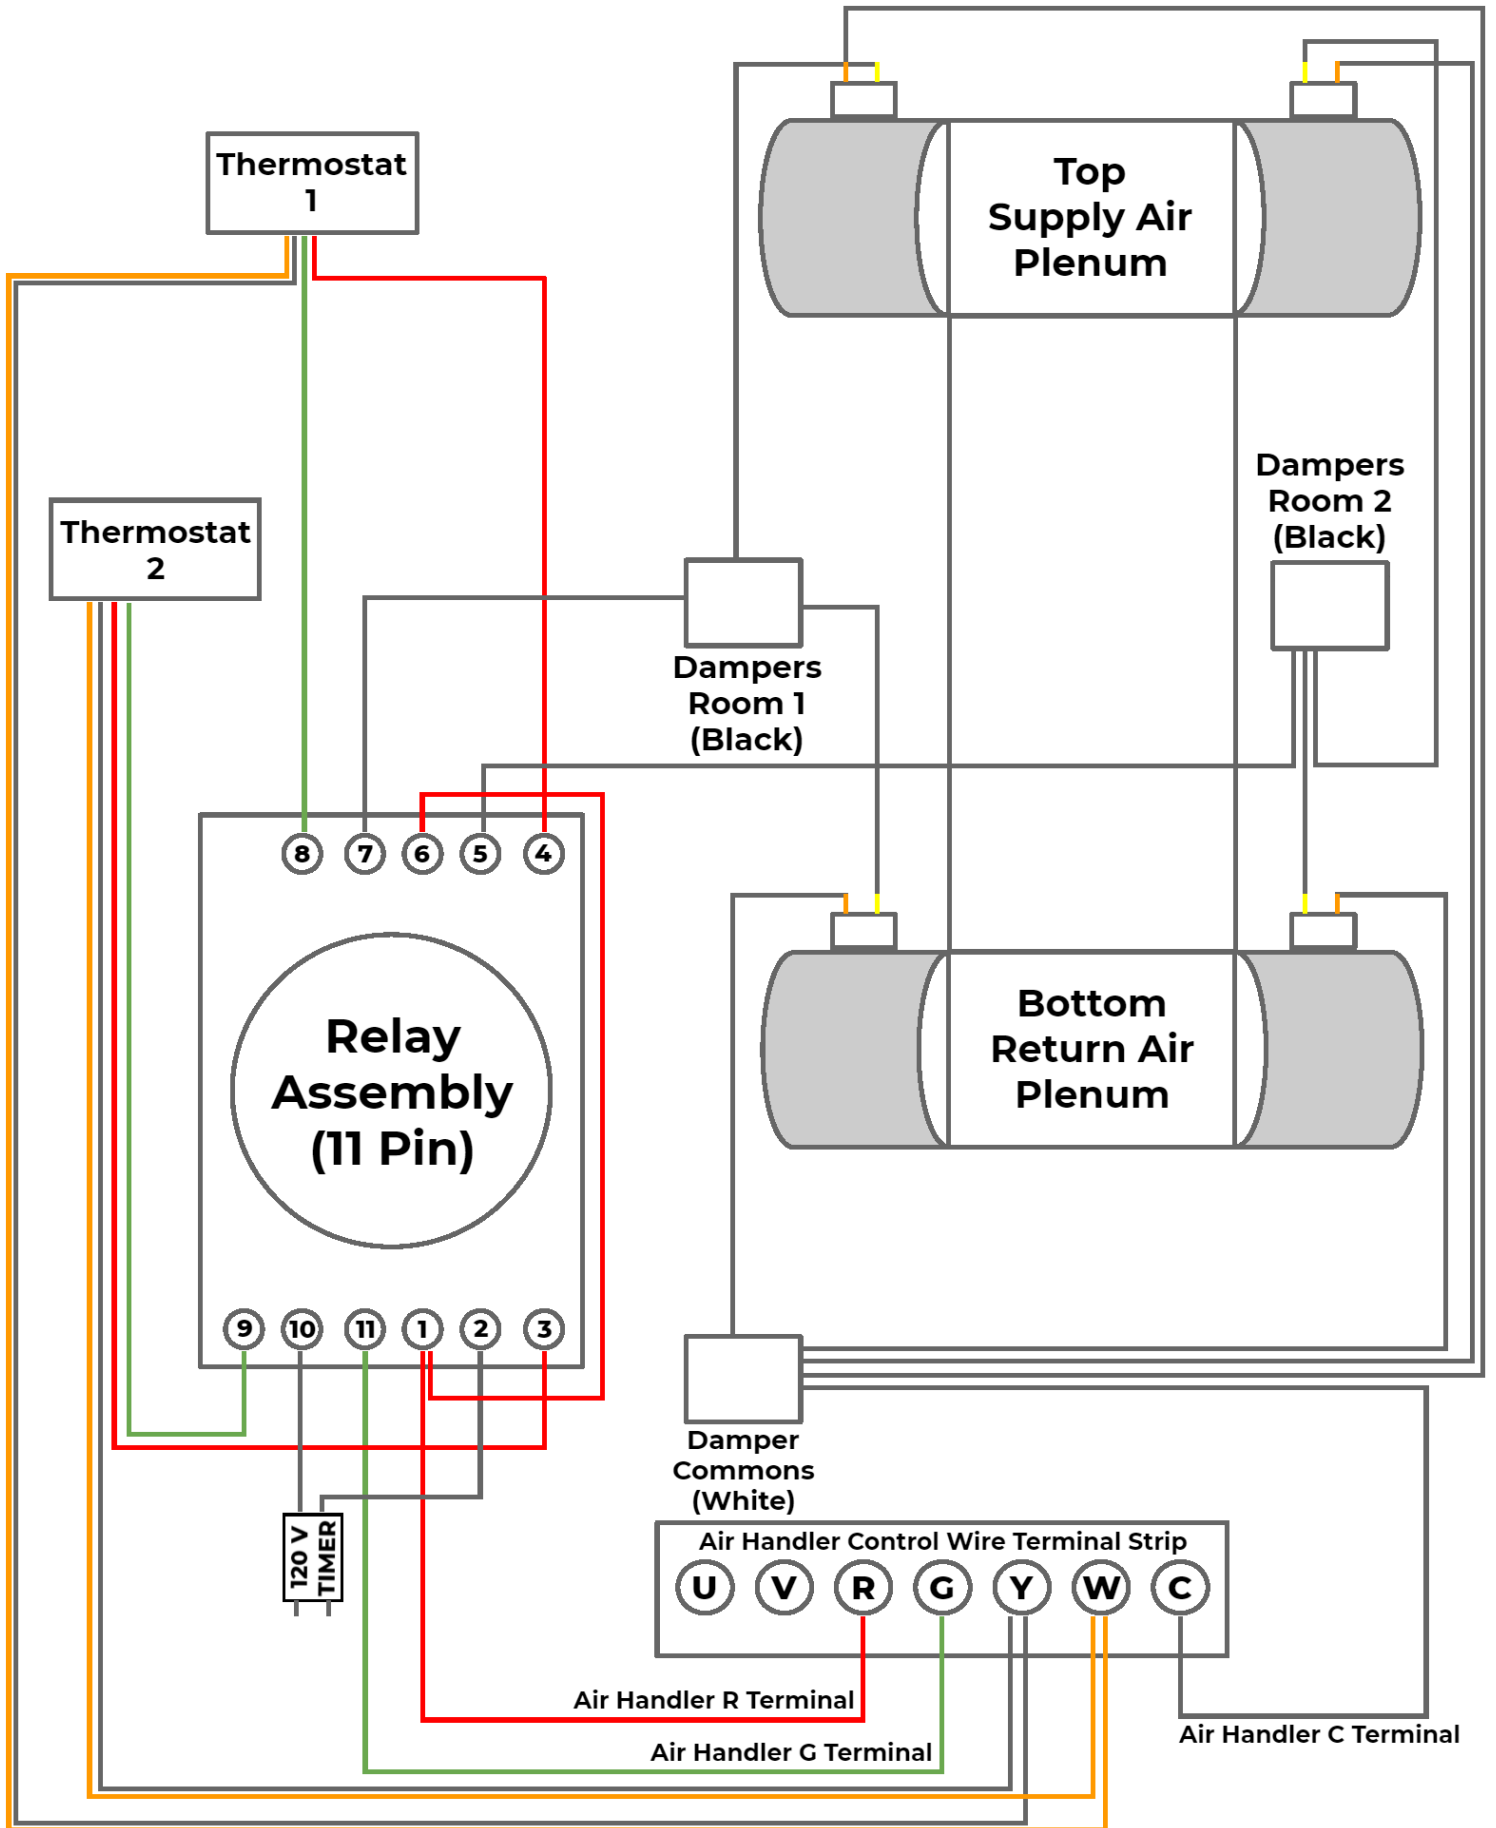 Top
Supply Air
Plenum
Thermostat
1
Thermostat
2
Dampers
Room 2
(Black)
Dampers
Room 1
(Black)
8
7
6
5
4
Relay
Assembly
(11 Pin)
Bottom
Return Air
Plenum
9
10
11
1
2
3
120 V
TIMER
Damper
Commons
(White)
Air Handler Control Wire Terminal Strip
U
V
R
G
Y
W
C
Air Handler R Terminal
Air Handler G Terminal
Air Handler C Terminal